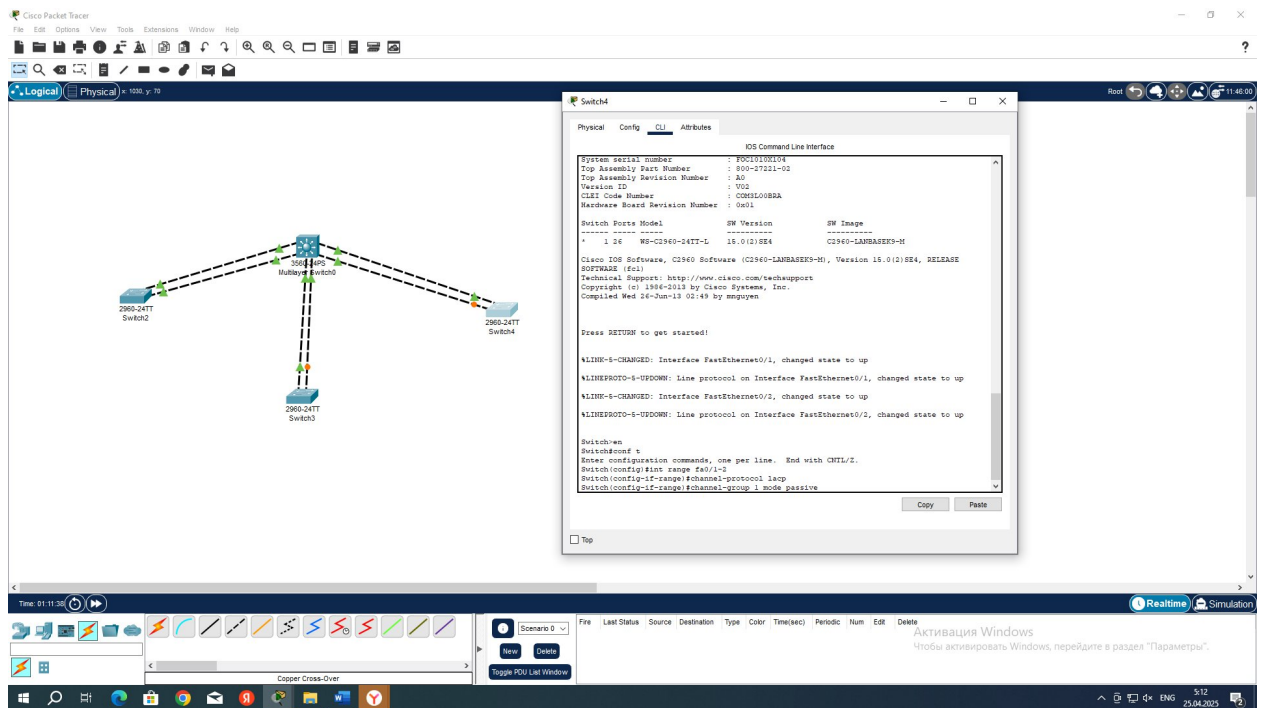 Cisco Packet Tracer
File Edit Options View Tools Extensions Window Help
?
Logical Physical x: 1030, y: 70
Root 11:46:00
3560-24PS
Multilayer Switch0
2960-24TT
Switch2
2960-24TT
Switch4
2960-24TT
Switch3
Switch4
Physical Config CLI Attributes
IOS Command Line Interface
System serial number : FOC1010X104
Top Assembly Part Number : 800-27221-02
Top Assembly Revision Number : A0
Version ID : V02
CLEI Code Number : COM3L00BRA
Hardware Board Revision Number : 0x01
Switch Ports Model SW Version SW Image
------ ----- ----- ---------- ----------
* 1 26 WS-C2960-24TT-L 15.0(2)SE4 C2960-LANBASEK9-M
Cisco IOS Software, C2960 Software (C2960-LANBASEK9-M), Version 15.0(2)SE4, RELEASE
SOFTWARE (fc1)
Technical Support: http://www.cisco.com/techsupport
Copyright (c) 1986-2013 by Cisco Systems, Inc.
Compiled Wed 26-Jun-13 02:49 by mnguyen
Press RETURN to get started!
%LINK-5-CHANGED: Interface FastEthernet0/1, changed state to up
%LINEPROTO-5-UPDOWN: Line protocol on Interface FastEthernet0/1, changed state to up
%LINK-5-CHANGED: Interface FastEthernet0/2, changed state to up
%LINEPROTO-5-UPDOWN: Line protocol on Interface FastEthernet0/2, changed state to up
Switch>en
Switch#conf t
Enter configuration commands, one per line. End with CNTL/Z.
Switch(config)#int range fa0/1-2
Switch(config-if-range)#channel-protocol lacp
Switch(config-if-range)#channel-group 1 mode passive
Copy Paste
Top
Time: 01:11:38
Realtime Simulation
Scenario 0
New Delete
Toggle PDU List Window
Fire Last Status Source Destination Type Color Time(sec) Periodic Num Edit Delete
Copper Cross-Over
Активация Windows
Чтобы активировать Windows, перейдите в раздел "Параметры".
ENG
5:12
25.04.2025